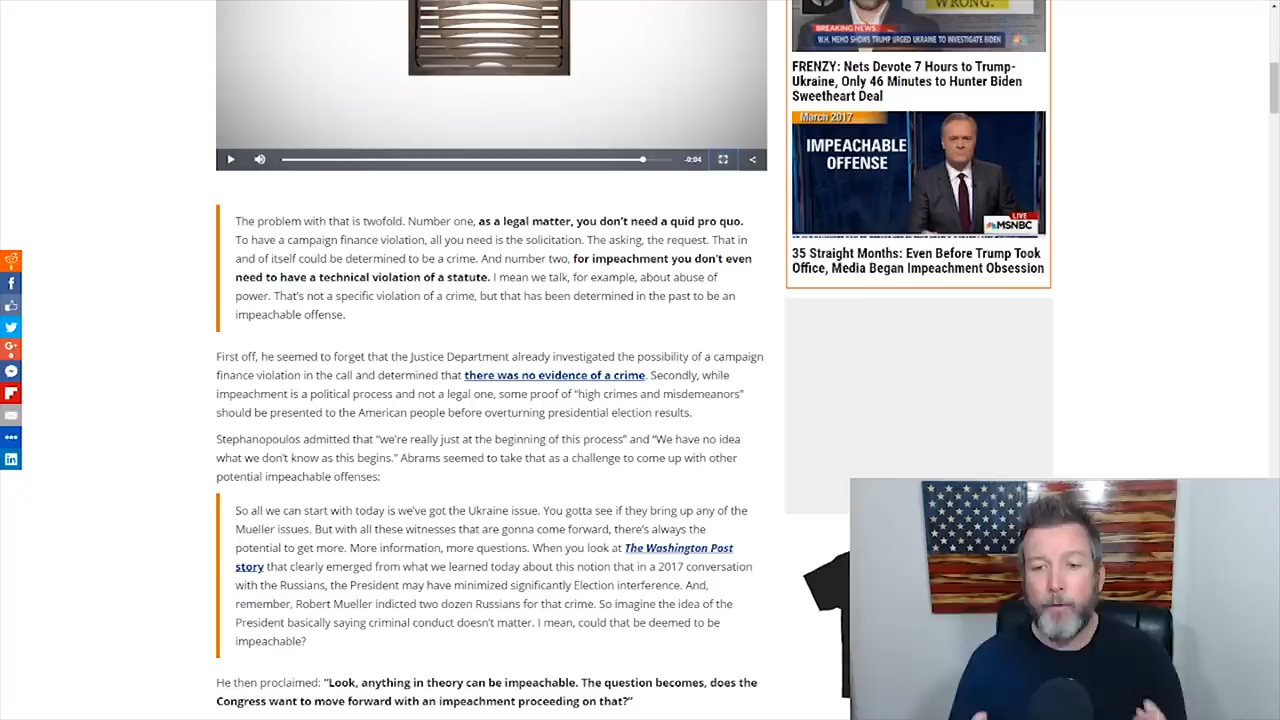 WRONG.
BREAKING NEWS
W.H. MEMO SHOWS TRUMP URGED UKRAINE TO INVESTIGATE BIDEN
FRENZY: Nets Devote 7 Hours to Trump-
Ukraine, Only 46 Minutes to Hunter Biden
Sweetheart Deal
March 2017
IMPEACHABLE
OFFENSE
LIVE
MSNBC
35 Straight Months: Even Before Trump Took
Office, Media Began Impeachment Obsession
-0:04
The problem with that is twofold. Number one, as a legal matter, you don't need a quid pro quo.
To have a campaign finance violation, all you need is the solicitation. The asking, the request. That in
and of itself could be determined to be a crime. And number two, for impeachment you don't even
need to have a technical violation of a statute. I mean we talk, for example, about abuse of
power. That's not a specific violation of a crime, but that has been determined in the past to be an
impeachable offense.
First off, he seemed to forget that the Justice Department already investigated the possibility of a campaign
finance violation in the call and determined that there was no evidence of a crime. Secondly, while
impeachment is a political process and not a legal one, some proof of “high crimes and misdemeanors”
should be presented to the American people before overturning presidential election results.
Stephanopoulos admitted that “we're really just at the beginning of this process” and “We have no idea
what we don't know as this begins.” Abrams seemed to take that as a challenge to come up with other
potential impeachable offenses:
So all we can start with today is we've got the Ukraine issue. You gotta see if they bring up any of the
Mueller issues. But with all these witnesses that are gonna come forward, there's always the
potential to get more. More information, more questions. When you look at The Washington Post
story that clearly emerged from what we learned today about this notion that in a 2017 conversation
with the Russians, the President may have minimized significantly Election interference. And,
remember, Robert Mueller indicted two dozen Russians for that crime. So imagine the idea of the
President basically saying criminal conduct doesn't matter. I mean, could that be deemed to be
impeachable?
He then proclaimed: “Look, anything in theory can be impeachable. The question becomes, does the
Congress want to move forward with an impeachment proceeding on that?”